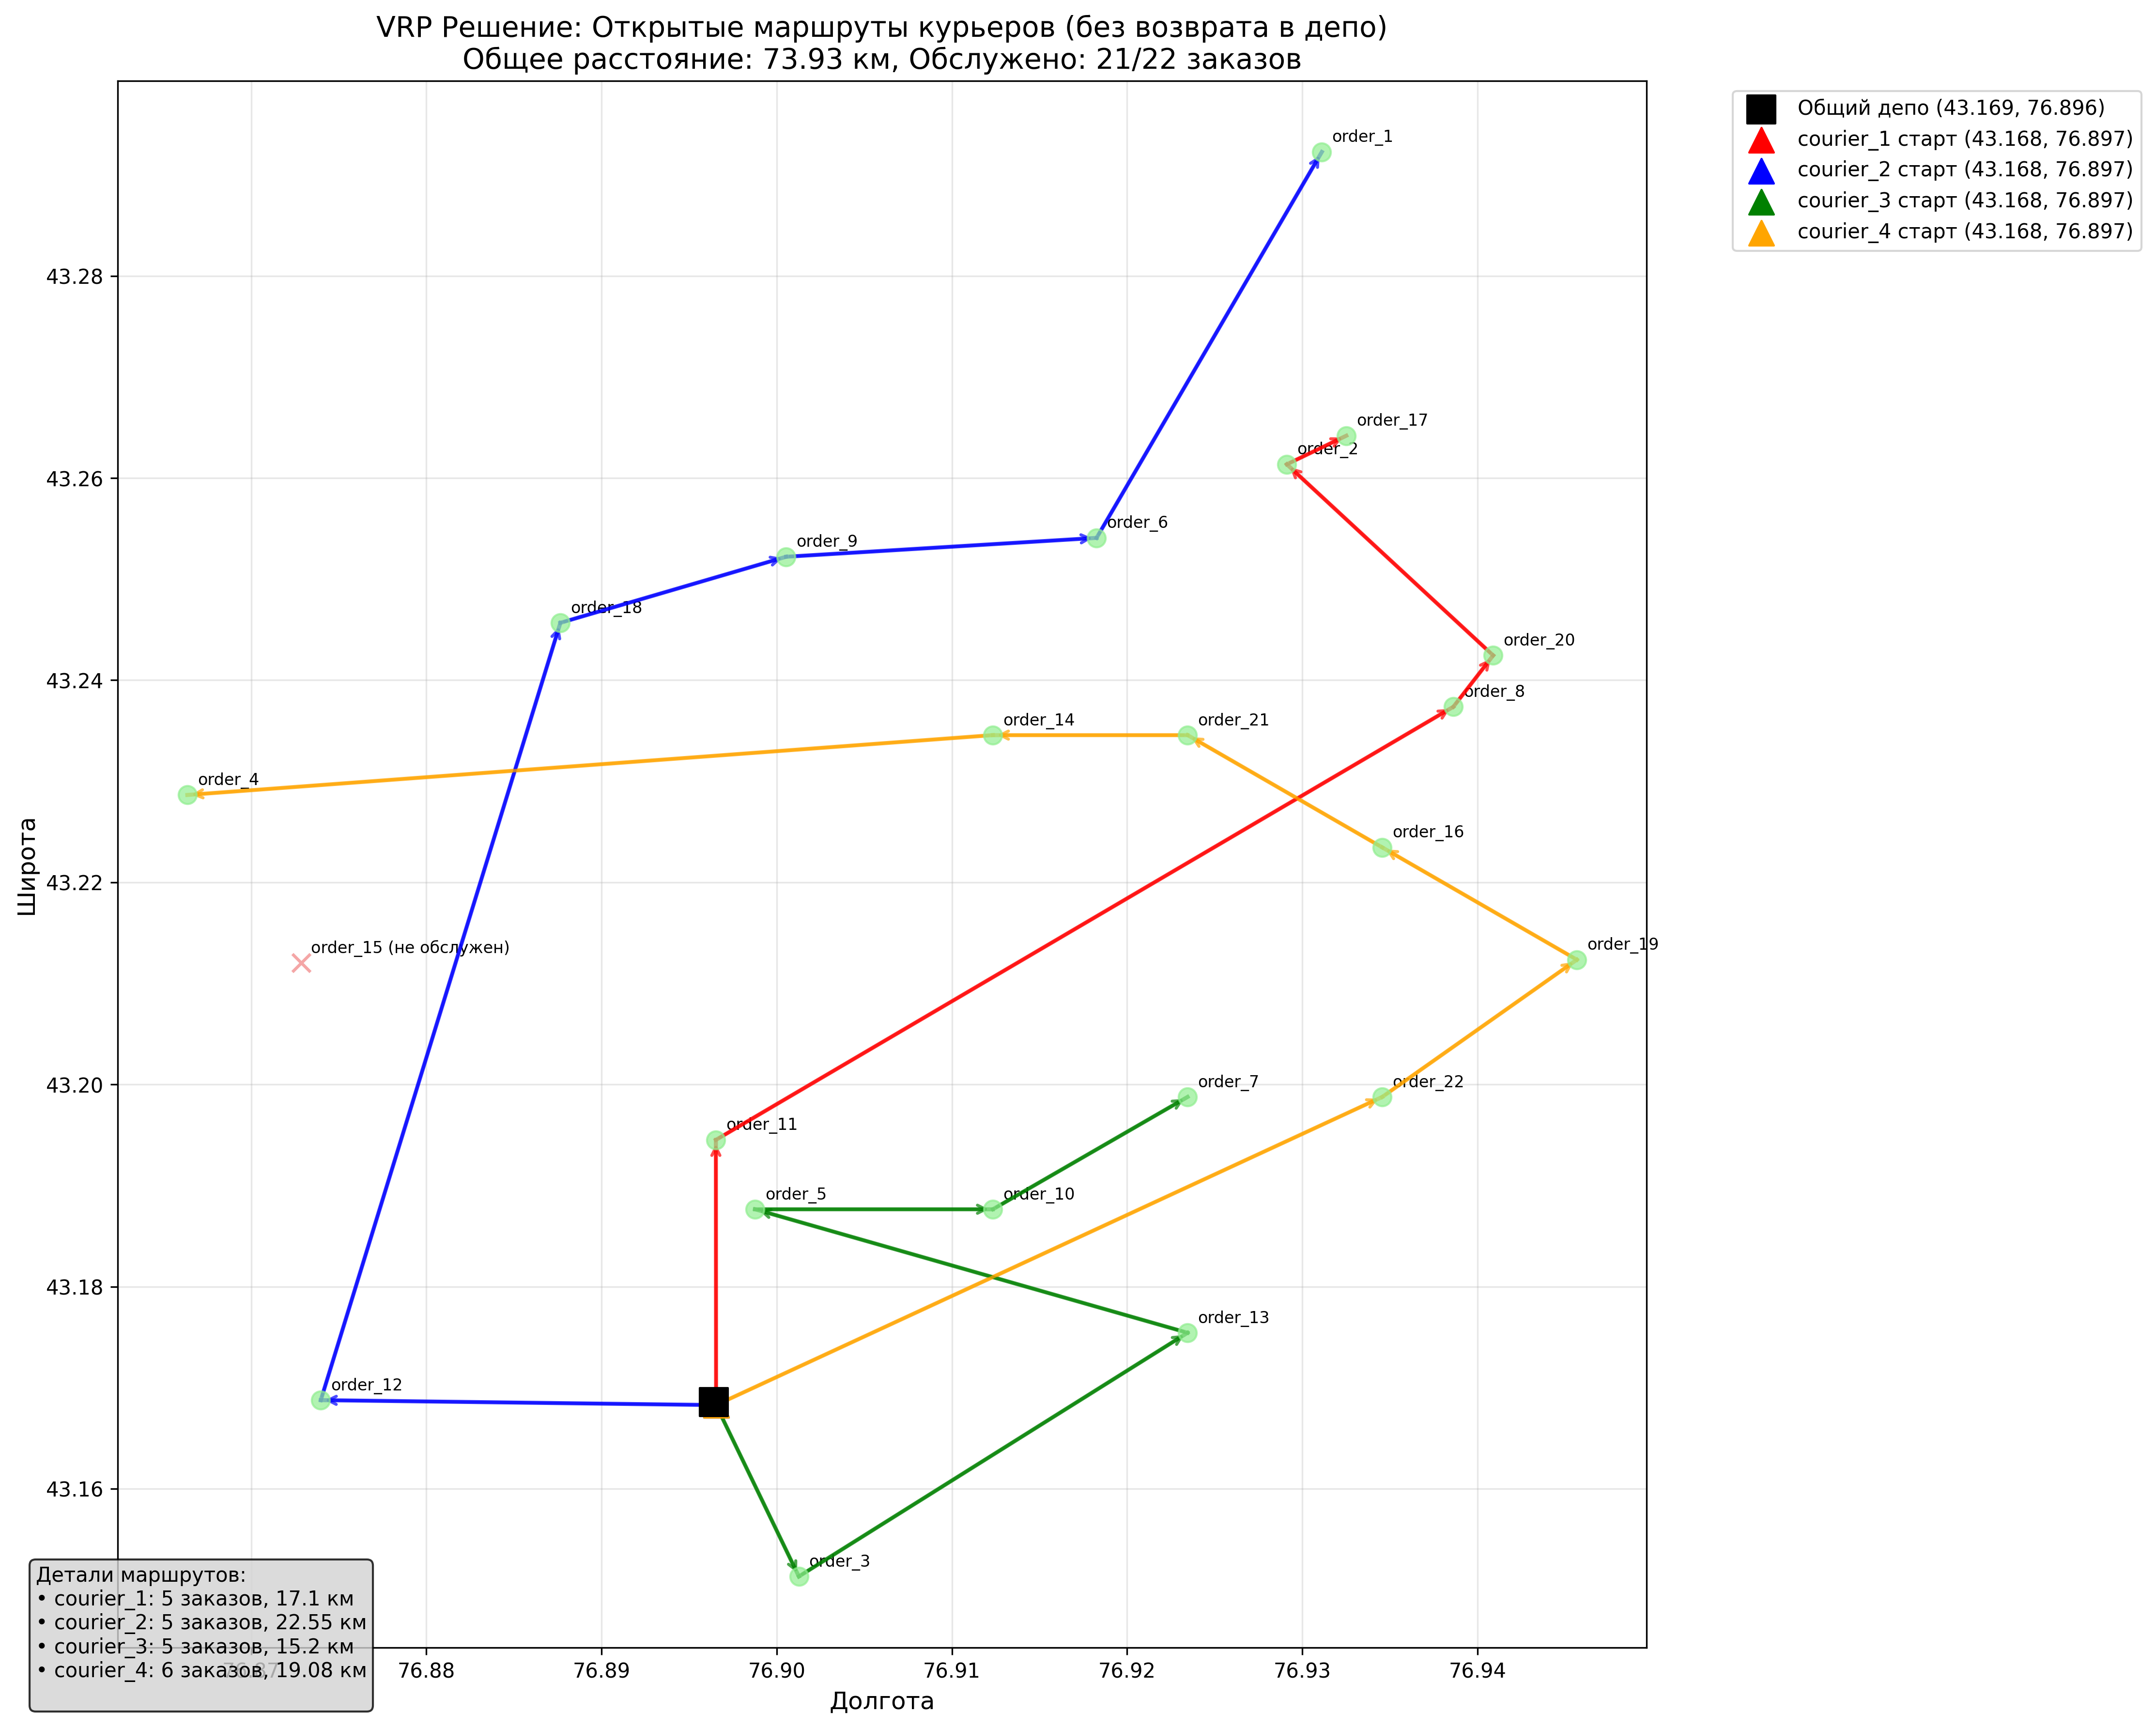 VRP Решение: Открытые маршруты курьеров (без возврата в депо)
Общее расстояние: 73.93 км, Обслужено: 21/22 заказов
Общий депо (43.169, 76.896)
courier_1 старт (43.168, 76.897)
courier_2 старт (43.168, 76.897)
courier_3 старт (43.168, 76.897)
courier_4 старт (43.168, 76.897)
order_1
43.28
order_17
order_2
43.26
order_6
order_9
order_18
order_20
43.24
order_8
order_14
order_21
order_4
order_16
43.22
order_15 (не обслужен)
order_19
43.20
order_7
order_22
order_11
order_5
order_10
43.18
order_13
order_12
43.16
order_3
Широта
Детали маршрутов:
• courier_1: 5 заказов, 17.1 км
• courier_2: 5 заказов, 22.55 км
• courier_3: 5 заказов, 15.2 км
• courier_4: 6 заказов, 19.08 км
76.87
76.88
76.89
76.90
76.91
76.92
76.93
76.94
Долгота